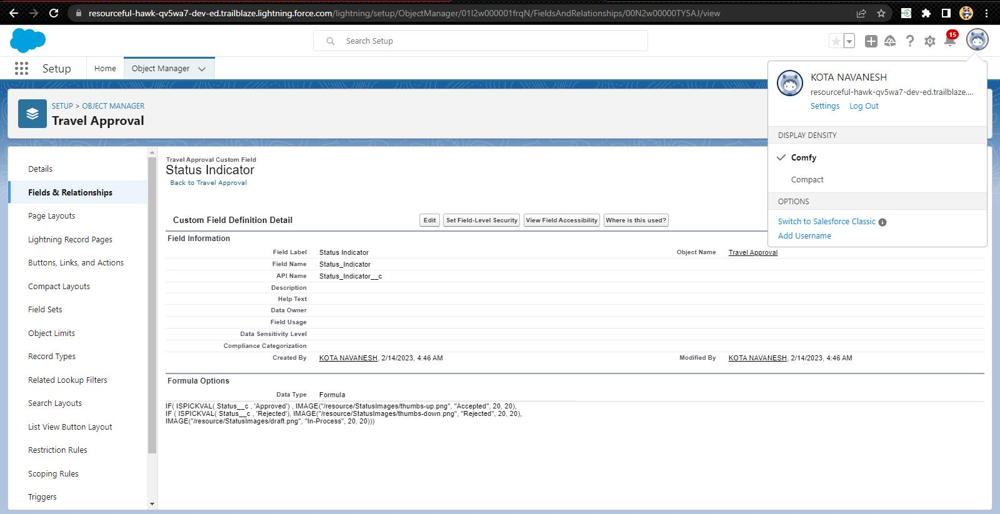 resourceful-hawk-qv5wa7-dev-ed.trailblaze.lightning.force.com/lightning/setup/ObjectManager/01I2w000001frqN/FieldsAndRelationships/00N2w00000TY5AJ/view
Search Setup
15
Setup
Home
Object Manager
KOTA NAVANESH
resourceful-hawk-qv5wa7-dev-ed.trailblaze....
Settings Log Out
DISPLAY DENSITY
Comfy
Compact
OPTIONS
Switch to Salesforce Classic
Add Username
SETUP > OBJECT MANAGER
Travel Approval
Details
Fields & Relationships
Page Layouts
Lightning Record Pages
Buttons, Links, and Actions
Compact Layouts
Field Sets
Object Limits
Record Types
Related Lookup Filters
Search Layouts
List View Button Layout
Restriction Rules
Scoping Rules
Triggers
Travel Approval Custom Field
Status Indicator
Back to Travel Approval
Custom Field Definition Detail
Edit Set Field-Level Security View Field Accessibility Where is this used?
Field Information
Field Label Status Indicator Object Name Travel Approval
Field Name Status_Indicator
API Name Status_Indicator__c
Description
Help Text
Data Owner
Field Usage
Data Sensitivity Level
Compliance Categorization
Created By KOTA NAVANESH, 2/14/2023, 4:46 AM Modified By KOTA NAVANESH, 2/14/2023, 4:46 AM
Formula Options
Data Type Formula
IF( ISPICKVAL( Status__c , 'Approved') , IMAGE("/resource/StatusImages/thumbs-up.png", "Accepted", 20, 20),
IF ( ISPICKVAL( Status__c , 'Rejected'), IMAGE("/resource/StatusImages/thumbs-down.png", "Rejected", 20, 20),
IMAGE("/resource/StatusImages/draft.png", "In-Process", 20, 20)))